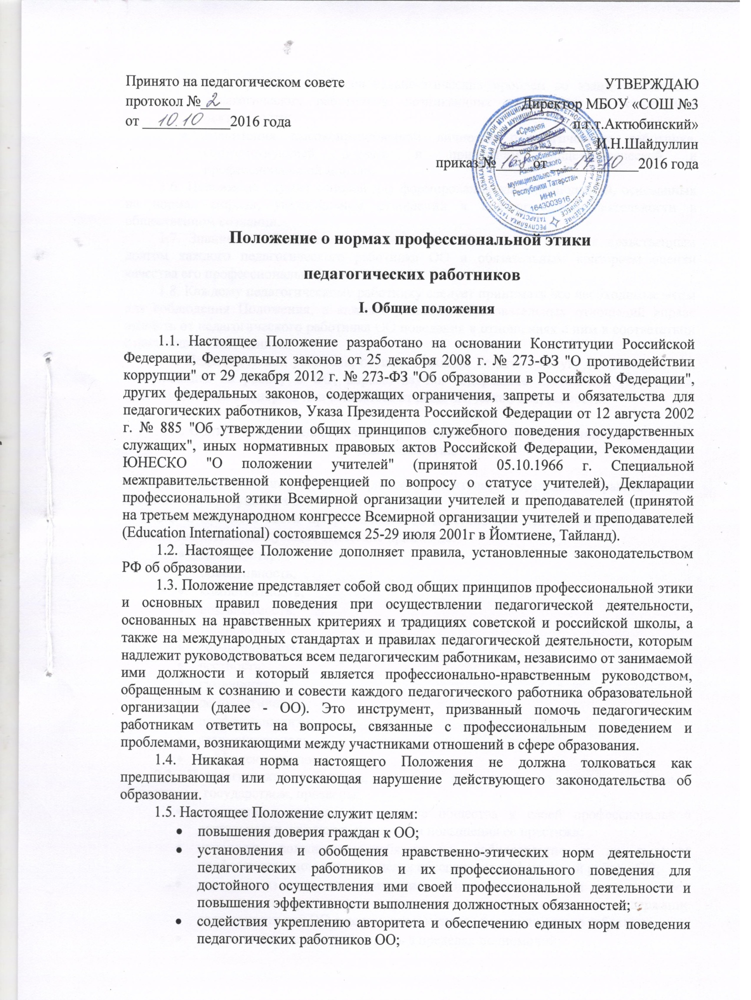 Принято на педагогическом совете
протокол № 2
от 10.10 2016 года
УТВЕРЖДАЮ
Директор МБОУ «СОШ №3
п.г.т.Актюбинский»
И.Н.Шайдуллин
приказ № 168 от 14.10 2016 года
«Средняя
общеобразовательная
школа № 3
п.г.т. Актюбинский»
Азнакаевского
муниципального района
Республики Татарстан
ИНН
1643003916
Положение о нормах профессиональной этики
педагогических работников
I. Общие положения
1.1. Настоящее Положение разработано на основании Конституции Российской
Федерации, Федеральных законов от 25 декабря 2008 г. № 273-ФЗ "О противодействии
коррупции" от 29 декабря 2012 г. № 273-ФЗ "Об образовании в Российской Федерации",
других федеральных законов, содержащих ограничения, запреты и обязательства для
педагогических работников, Указа Президента Российской Федерации от 12 августа 2002
г. № 885 "Об утверждении общих принципов служебного поведения государственных
служащих", иных нормативных правовых актов Российской Федерации, Рекомендации
ЮНЕСКО "О положении учителей" (принятой 05.10.1966 г. Специальной
межправительственной конференцией по вопросу о статусе учителей), Декларации
профессиональной этики Всемирной организации учителей и преподавателей (принятой
на третьем международном конгрессе Всемирной организации учителей и преподавателей
(Education International) состоявшемся 25-29 июля 2001г в Йомтиене, Тайланд).
1.2. Настоящее Положение дополняет правила, установленные законодательством
РФ об образовании.
1.3. Положение представляет собой свод общих принципов профессиональной этики
и основных правил поведения при осуществлении педагогической деятельности,
основанных на нравственных критериях и традициях советской и российской школы, а
также на международных стандартах и правилах педагогической деятельности, которым
надлежит руководствоваться всем педагогическим работникам, независимо от занимаемой
ими должности и который является профессионально-нравственным руководством,
обращенным к сознанию и совести каждого педагогического работника образовательной
организации (далее - ОО). Это инструмент, призванный помочь педагогическим
работникам ответить на вопросы, связанные с профессиональным поведением и
проблемами, возникающими между участниками отношений в сфере образования.
1.4. Никакая норма настоящего Положения не должна толковаться как
предписывающая или допускающая нарушение действующего законодательства об
образовании.
1.5. Настоящее Положение служит целям:
• повышения доверия граждан к ОО;
• установления и обобщения нравственно-этических норм деятельности
педагогических работников и их профессионального поведения для
достойного осуществления ими своей профессиональной деятельности и
повышения эффективности выполнения должностных обязанностей;
• содействия укреплению авторитета и обеспечению единых норм поведения
педагогических работников ОО;